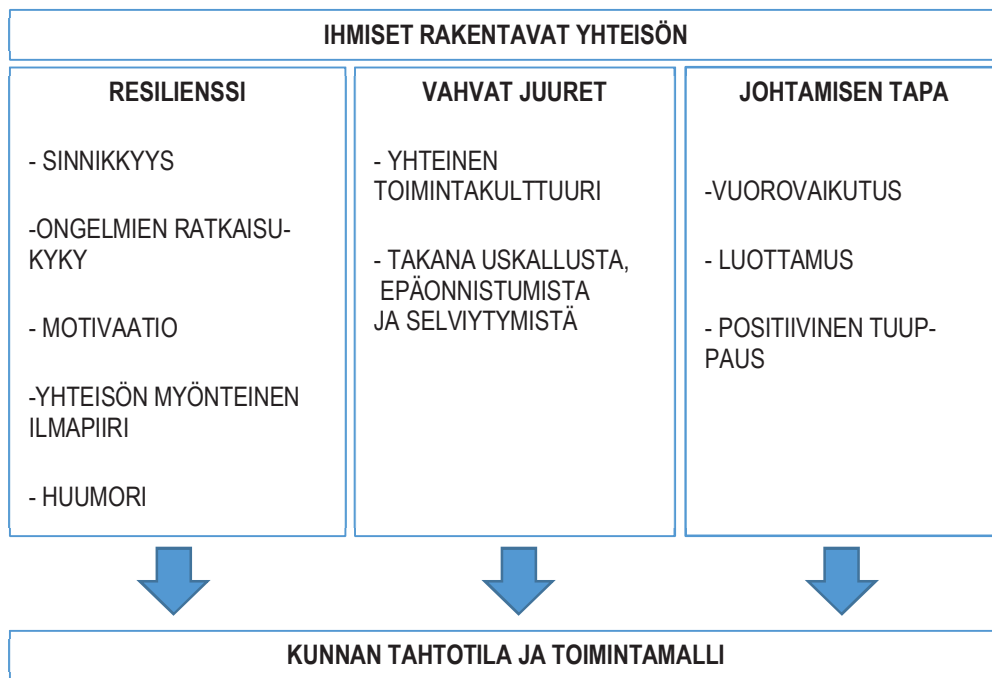 IHMISET RAKENTAVAT YHTEISÖN
RESILIENSSI
- SINNIKKYYS
-ONGELMIEN RATKAISU-
KYKY
- MOTIVAATIO
-YHTEISÖN MYÖNTEINEN
ILMAPIIRI
- HUUMORI
VAHVAT JUURET
- YHTEINEN
TOIMINTAKULTTUURI
- TAKANA USKALLUSTA,
EPÄONNISTUMISTA
JA SELVIYTYMISTÄ
JOHTAMISEN TAPA
-VUOROVAIKUTUS
- LUOTTAMUS
- POSITIIVINEN TUUP-
PAUS
KUNNAN TAHTOTILA JA TOIMINTAMALLI